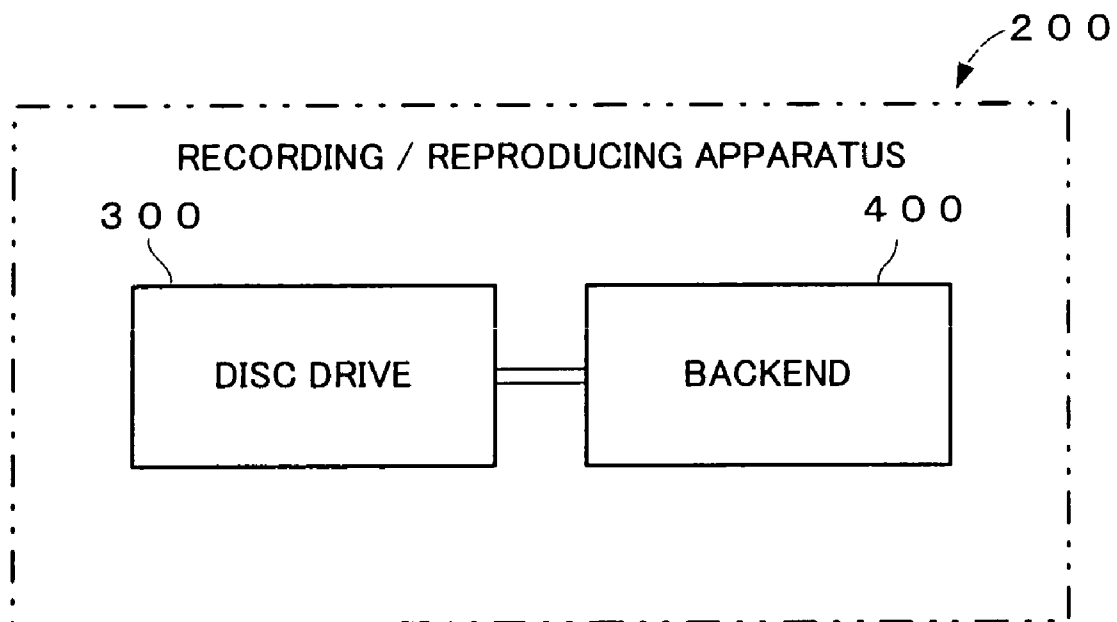 200
RECORDING / REPRODUCING APPARATUS
300
400
DISC DRIVE
BACKEND